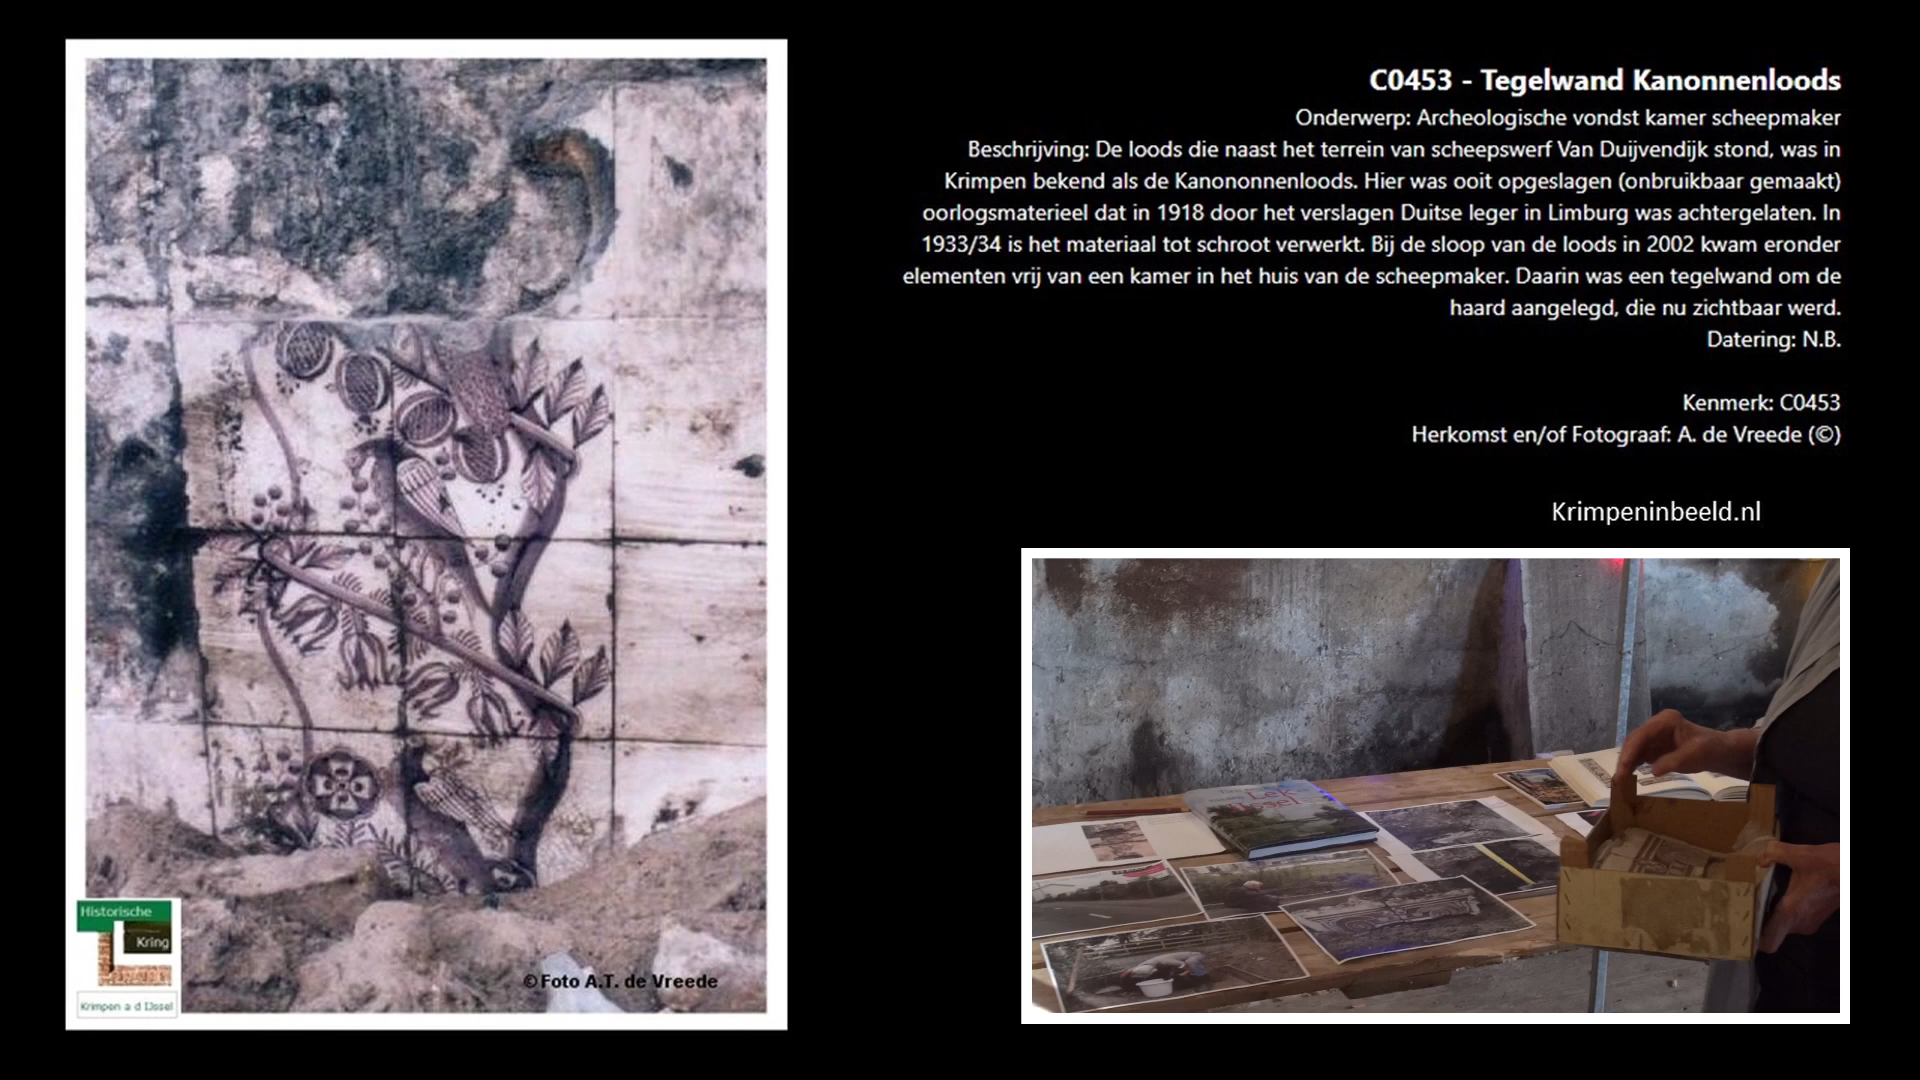 C0453 - Tegelwand Kanonnenloods
Onderwerp: Archeologische vondst kamer scheepmaker
Beschrijving: De loods die naast het terrein van scheepswerf Van Duijvendijk stond, was in
Krimpen bekend als de Kanononnenloods. Hier was ooit opgeslagen (onbruikbaar gemaakt)
oorlogsmaterieel dat in 1918 door het verslagen Duitse leger in Limburg was achtergelaten. In
1933/34 is het materiaal tot schroot verwerkt. Bij de sloop van de loods in 2002 kwam eronder
elementen vrij van een kamer in het huis van de scheepmaker. Daarin was een tegelwand om de
haard aangelegd, die nu zichtbaar werd.
Datering: N.B.
Kenmerk: C0453
Herkomst en/of Fotograaf: A. de Vreede (©)
Krimpeninbeeld.nl
Historische
Kring
Krimpen a d IJssel
© Foto A.T. de Vreede
Lek
IJssel